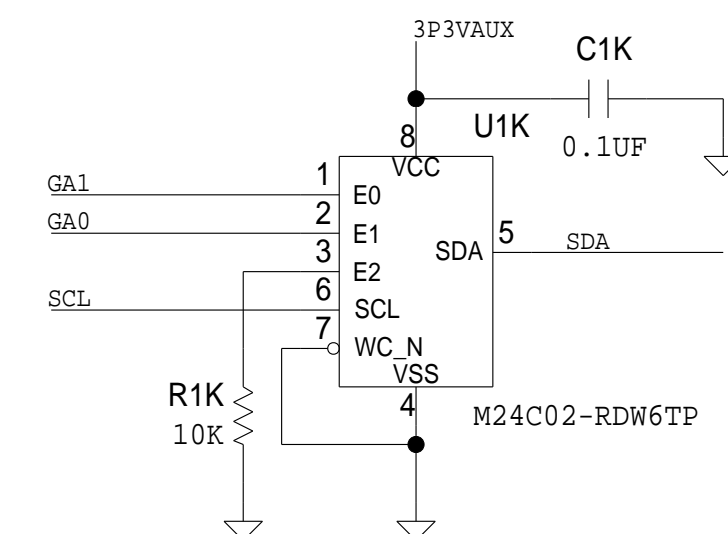 3P3VAUX
C1K
U1K
0.1UF
8
VCC
GA1
1
E0
GA0
2
E1
3
E2
SDA
5
SDA
SCL
6
SCL
7
WC_N
VSS
4
R1K
10K
M24C02-RDW6TP